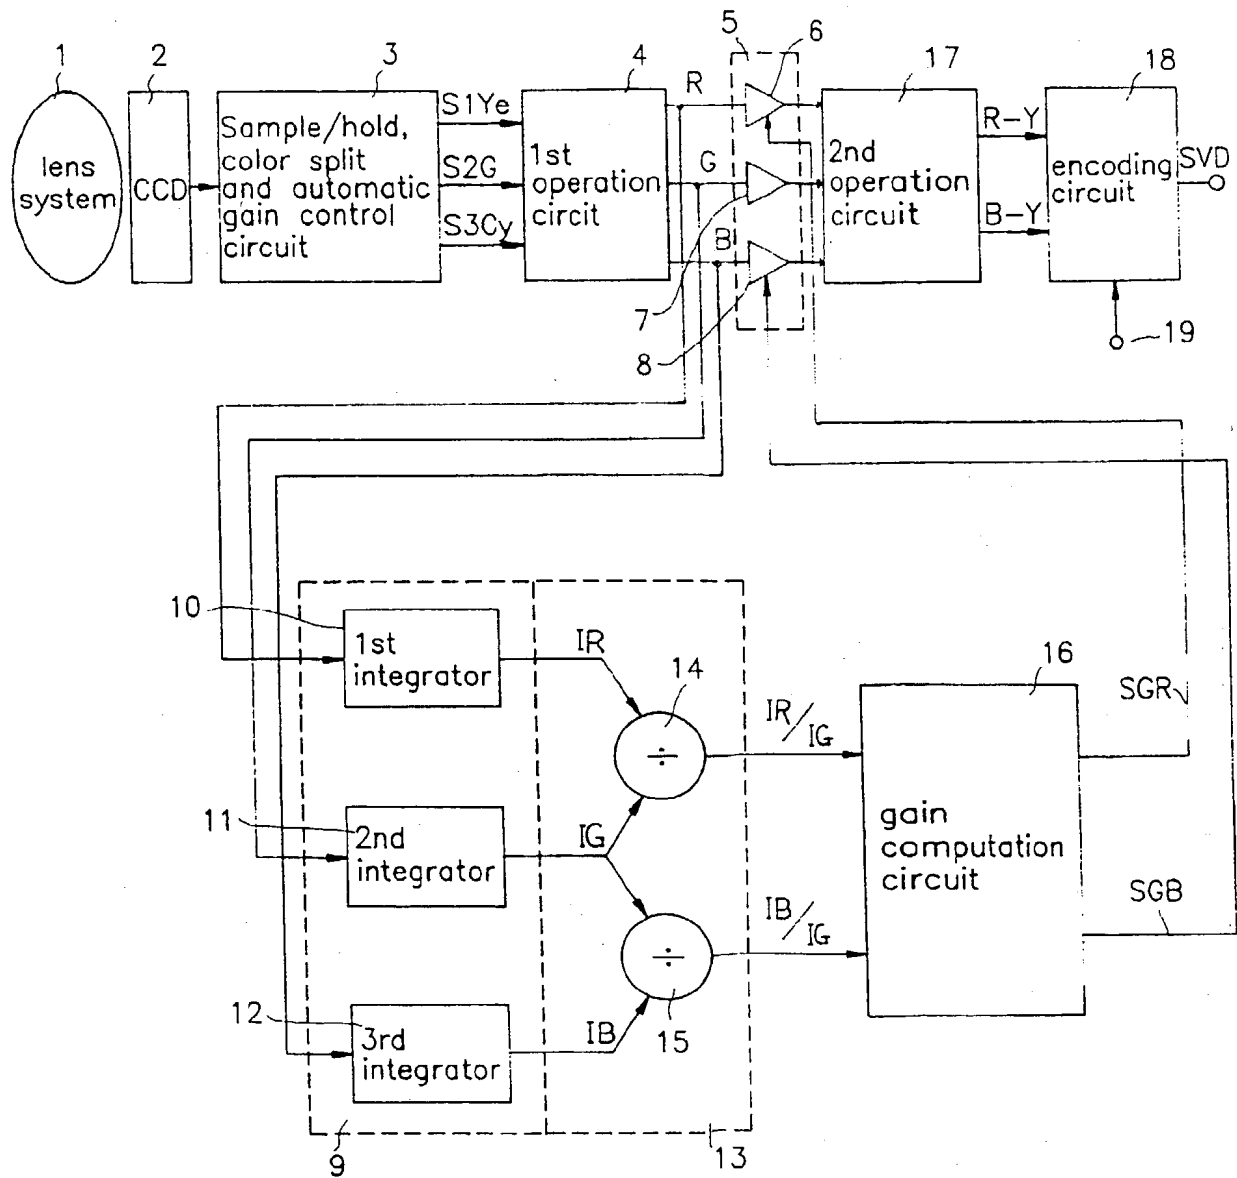 1
2
3
4
5
6
17
18
lens
system
CCD
Sample/hold,
color split
and automatic
gain control
circuit
S1Ye
S2G
S3Cy
1st
operation
circit
R
G
B
7
8
2nd
operation
circuit
R-Y
B-Y
encoding
circuit
SVD
19
10
1st
integrator
IR
14
11
2nd
integrator
IG
÷
IR/IG
12
3rd
integrator
IB
÷
15
IB/IG
16
gain
computation
circuit
SGR
SGB
9
13